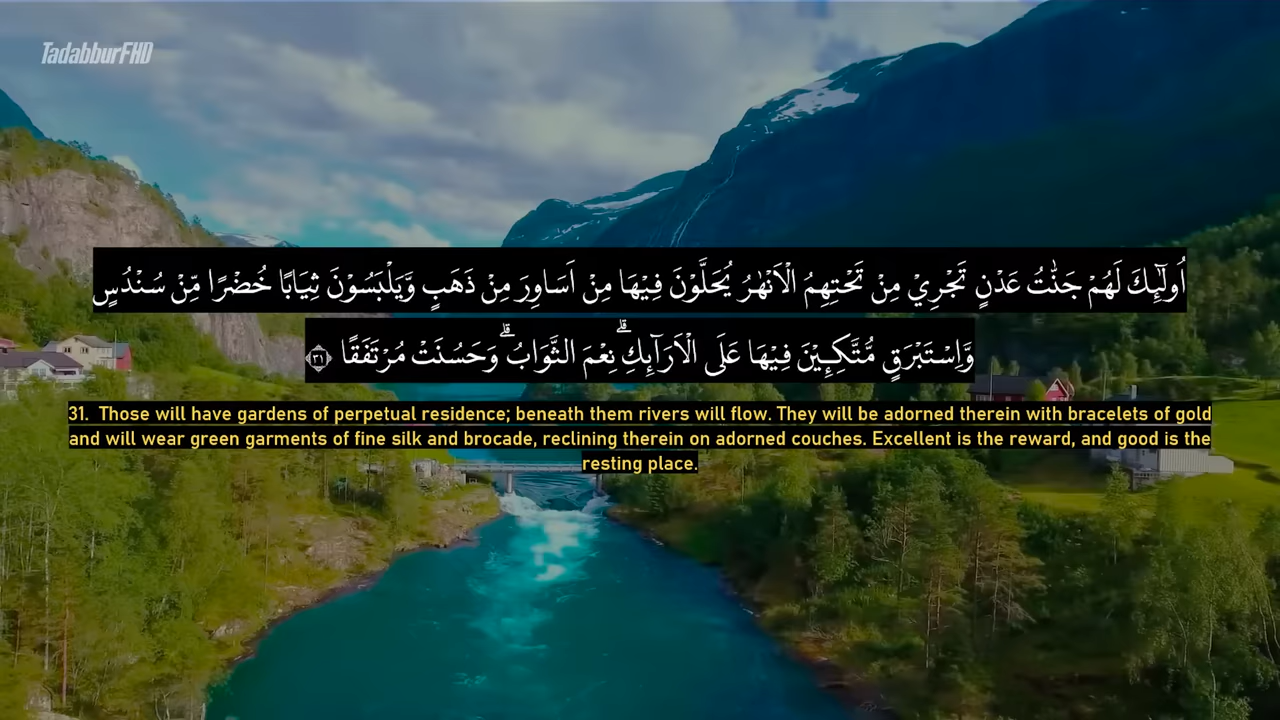 TadabburFHD
اُولٰٓئِكَ لَهُمْ جَنّٰتُ عَدْنٍ تَجْرِيْ مِنْ تَحْتِهِمُ الْاَنْهٰرُ يُحَلَّوْنَ فِيْهَا مِنْ اَسَاوِرَ مِنْ ذَهَبٍ وَّيَلْبَسُوْنَ ثِيَابًا خُضْرًا مِّنْ سُنْدُسٍ
وَّاِسْتَبْرَقٍ مُّتَّكِـِٕيْنَ فِيْهَا عَلَى الْاَرَآىِٕكِۗ نِعْمَ الثَّوَابُۗ وَحَسُنَتْ مُرْتَفَقًا ۝٣١
31. Those will have gardens of perpetual residence; beneath them rivers will flow. They will be adorned therein with bracelets of gold
and will wear green garments of fine silk and brocade, reclining therein on adorned couches. Excellent is the reward, and good is the
resting place.